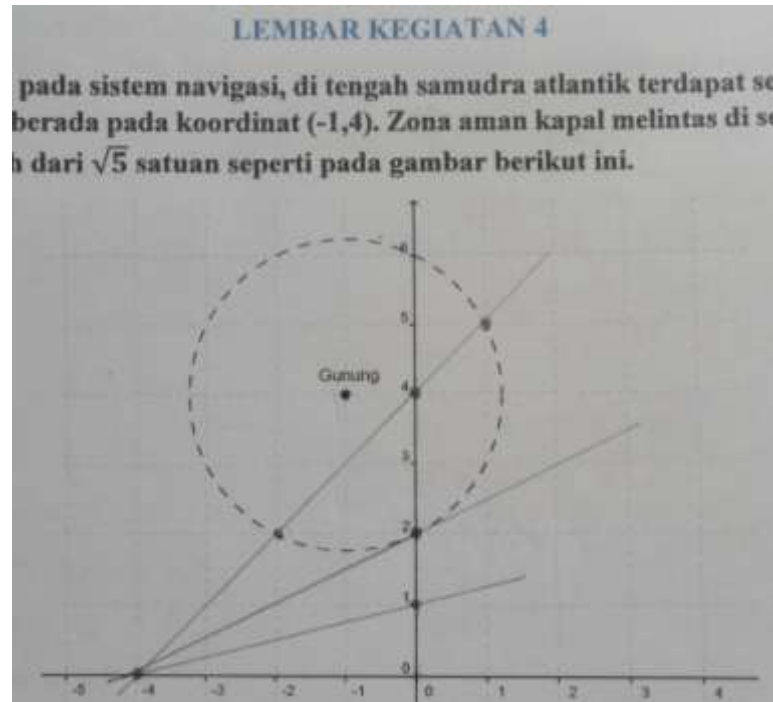 LEMBAR KEGIATAN 4
pada sistem navigasi, di tengah samudra atlantik terdapat
berada pada koordinat (-1,4). Zona aman kapal melintas di
dari √5 satuan seperti pada gambar berikut ini.
6
5
Gunung
4
3
2
1
0
-5 -4 -3 -2 -1 0 1 2 3 4